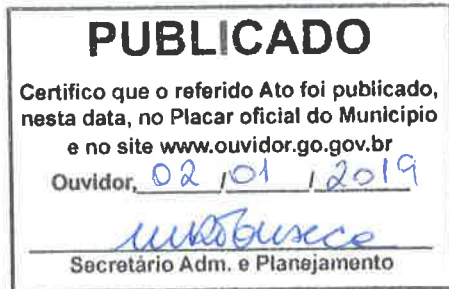 PUBLICADO
Certifico que o referido Ato foi publicado,
nesta data, no Placar oficial do Municipio
e no site www.ouvidor.go.gov.br
Ouvidor, 02 / 01 / 2019
Secretário Adm. e Planejamento